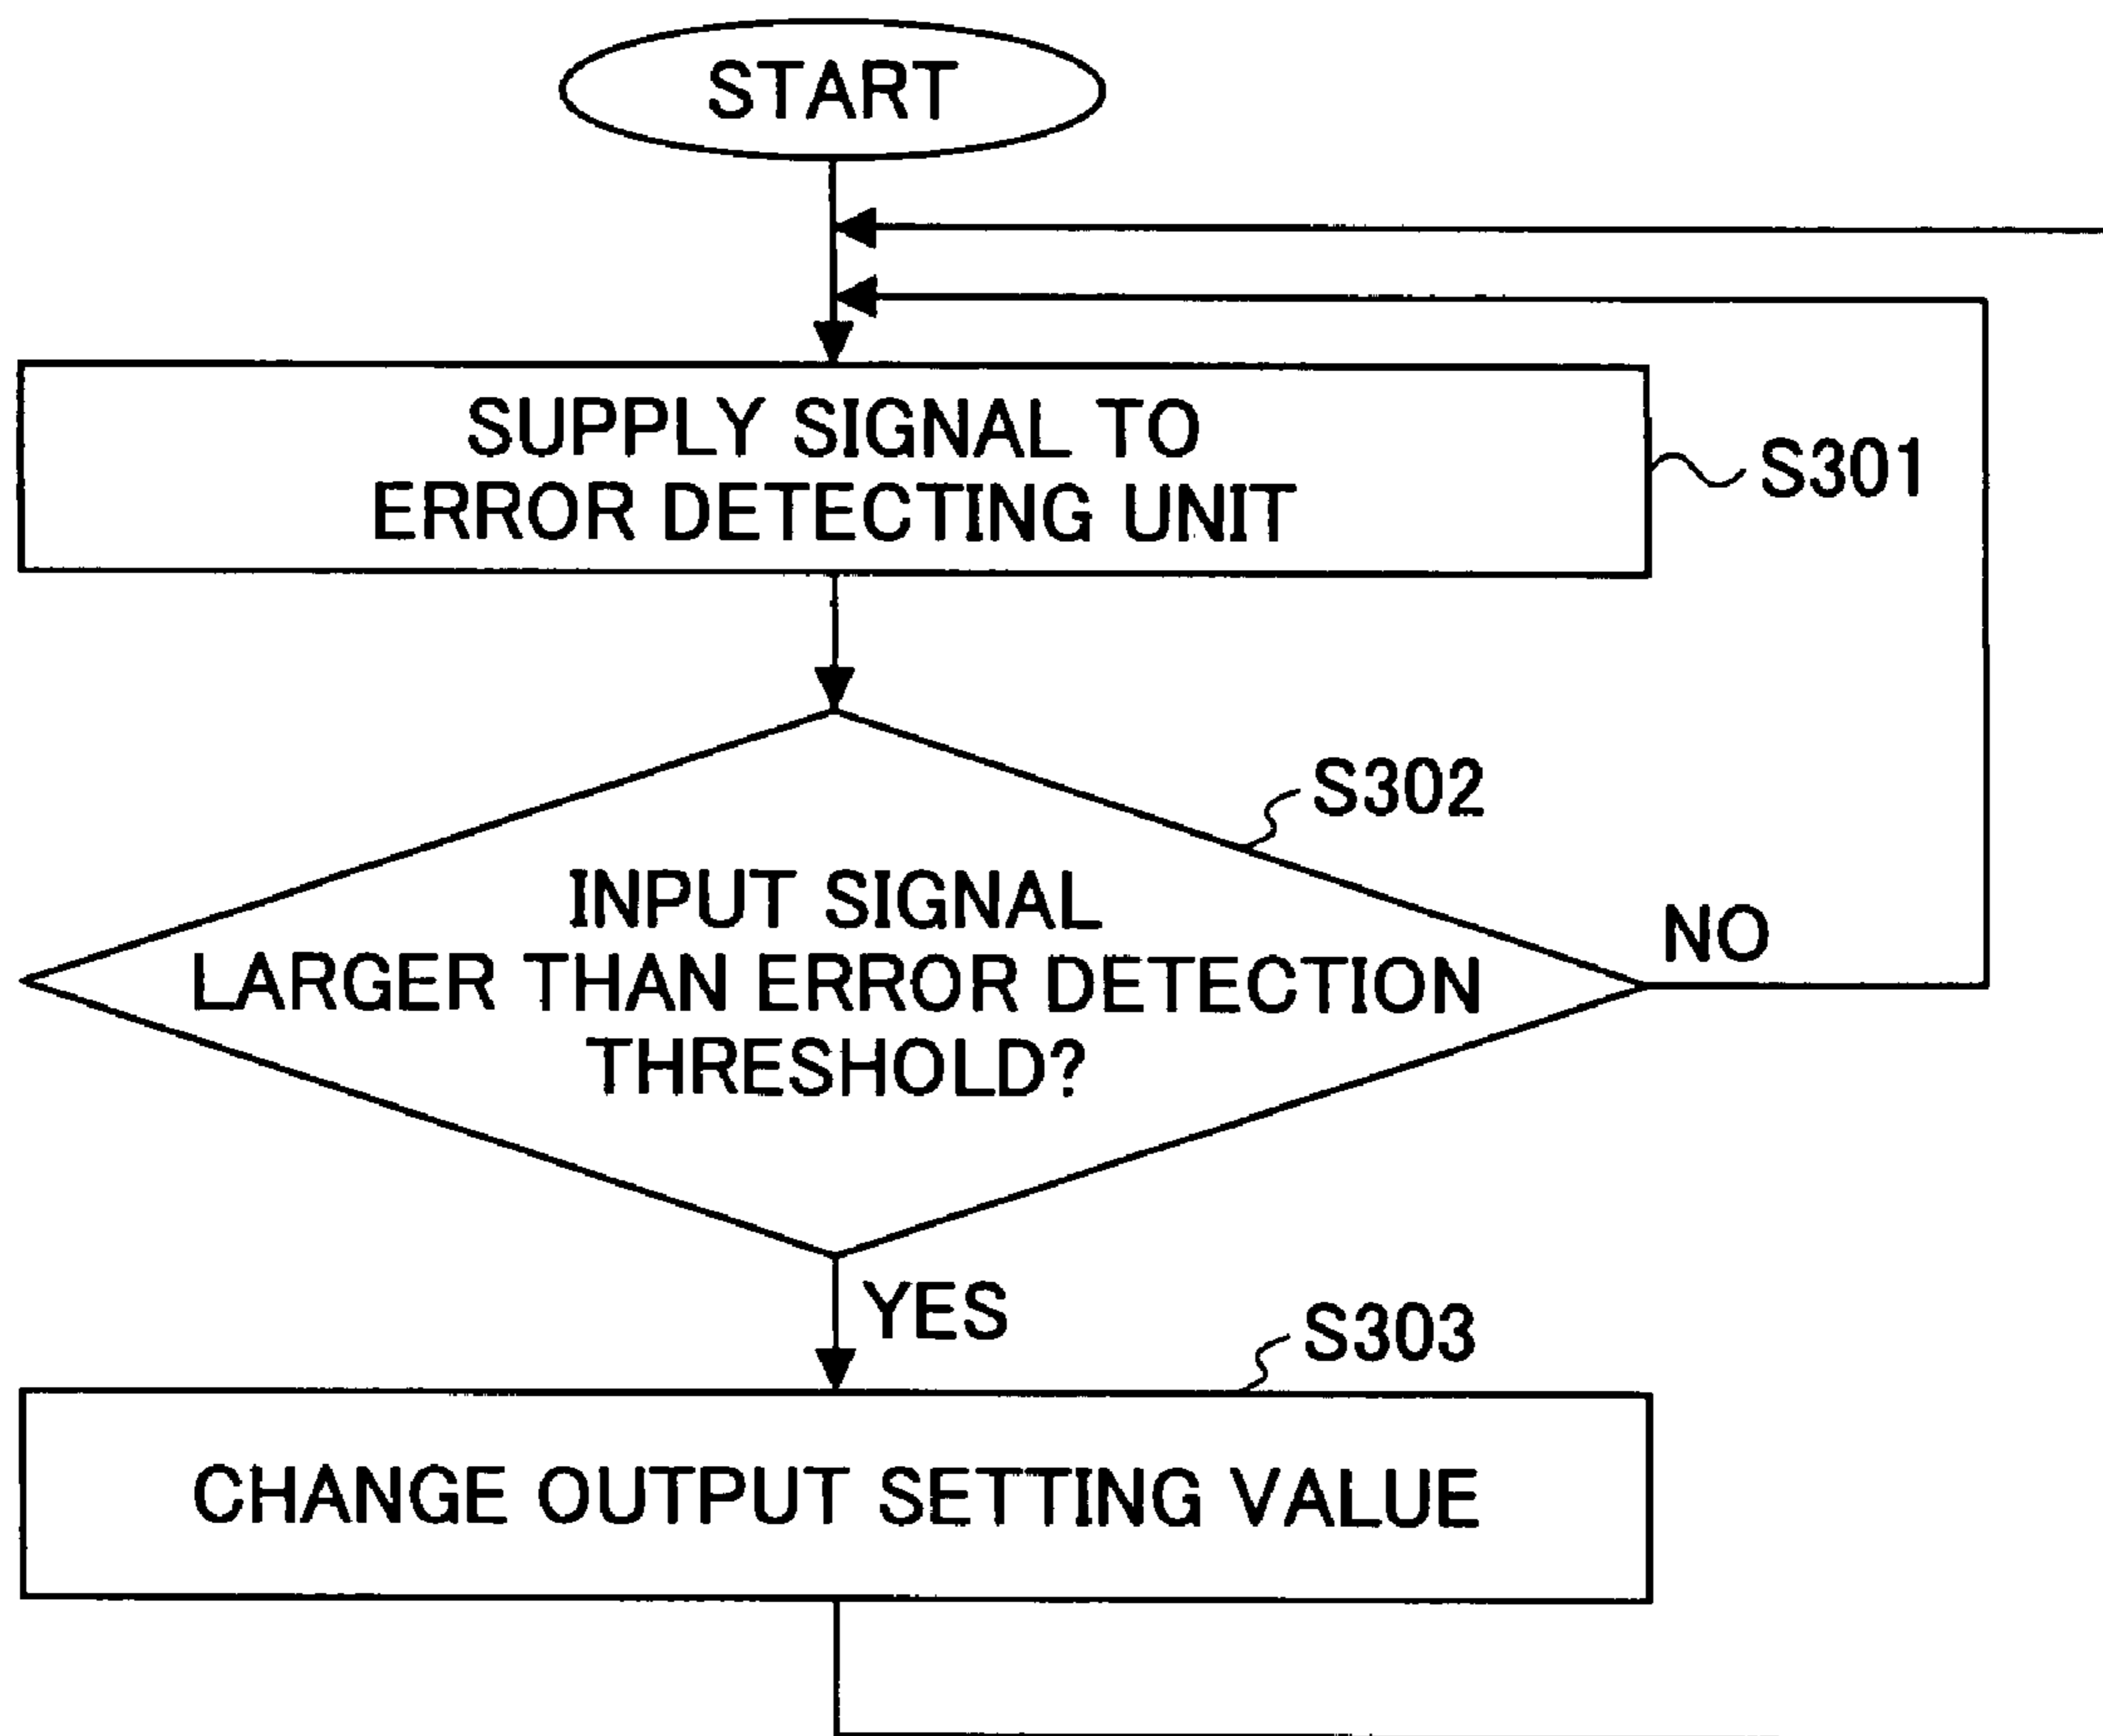 START
SUPPLY SIGNAL TO
ERROR DETECTING UNIT
S301
S302
INPUT SIGNAL
LARGER THAN ERROR DETECTION
THRESHOLD?
NO
YES
S303
CHANGE OUTPUT SETTING VALUE